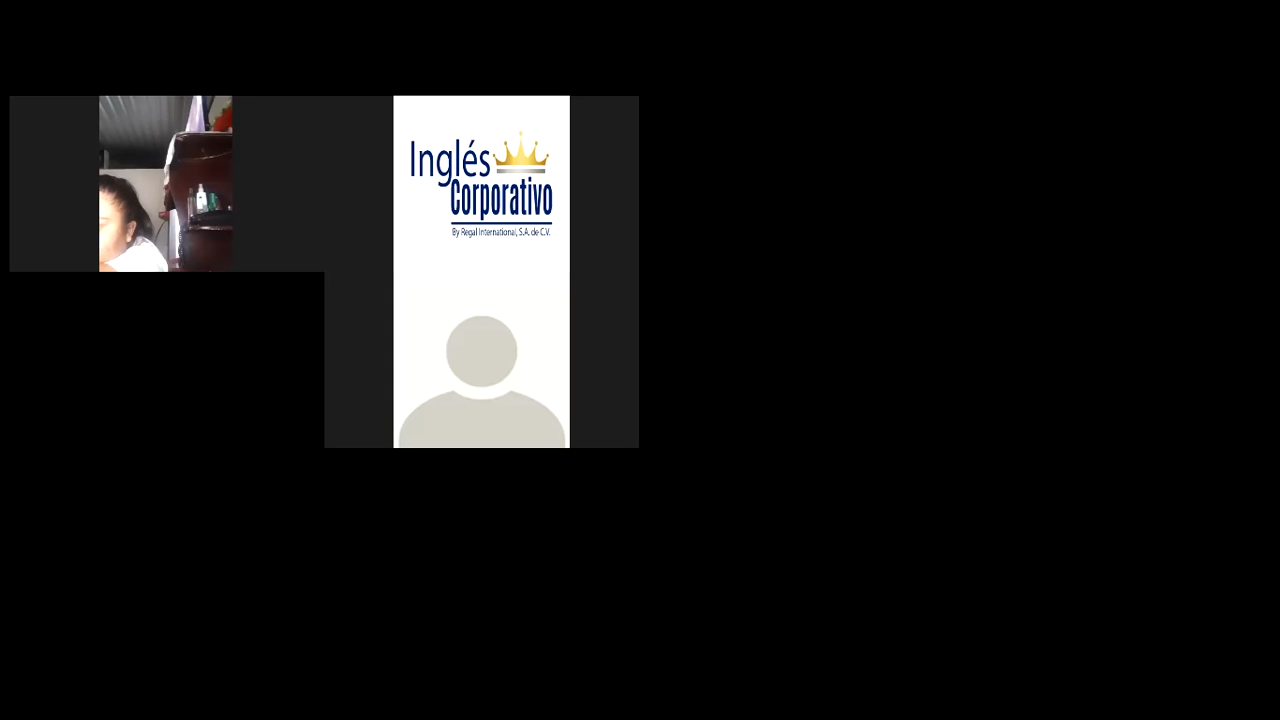 Inglés
Corporativo
By Regal International, S.A. de C.V.